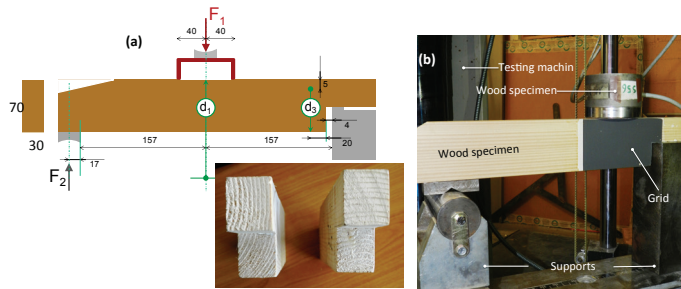 F1
40 40
(a)
5
70
d1
d3
4
30
157 157
20
17
F2
(b)
Testing machin
Wood specimen
556
Wood specimen
Grid
Supports